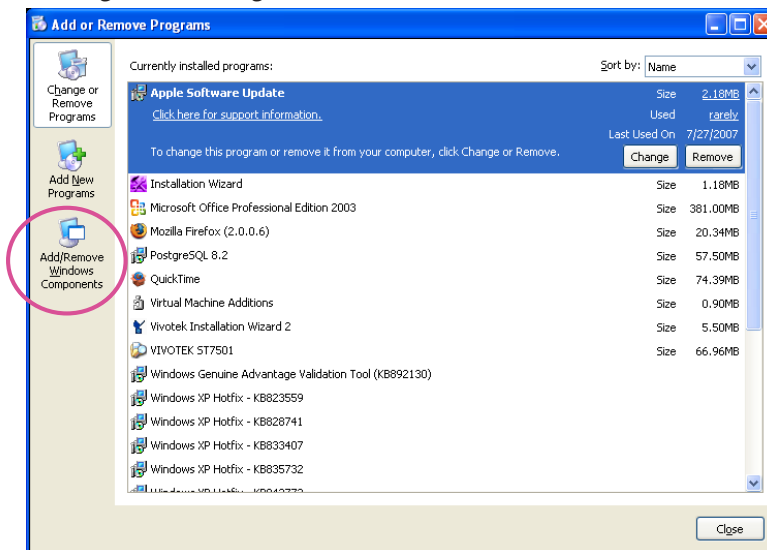 Add or Remove Programs
Change or
Remove
Programs
Add New
Programs
Add/Remove
Windows
Components
Currently installed programs:
Sort by: Name
Apple Software Update Size 2.18MB
Click here for support information. Used rarely
Last Used On 7/27/2007
To change this program or remove it from your computer, click Change or Remove. Change Remove
Installation Wizard Size 1.18MB
Microsoft Office Professional Edition 2003 Size 381.00MB
Mozilla Firefox (2.0.0.6) Size 20.34MB
PostgreSQL 8.2 Size 57.50MB
QuickTime Size 74.39MB
Virtual Machine Additions Size 0.90MB
Vivotek Installation Wizard 2 Size 5.50MB
VIVOTEK ST7501 Size 66.96MB
Windows Genuine Advantage Validation Tool (KB892130)
Windows XP Hotfix - KB823559
Windows XP Hotfix - KB828741
Windows XP Hotfix - KB833407
Windows XP Hotfix - KB835732
Close